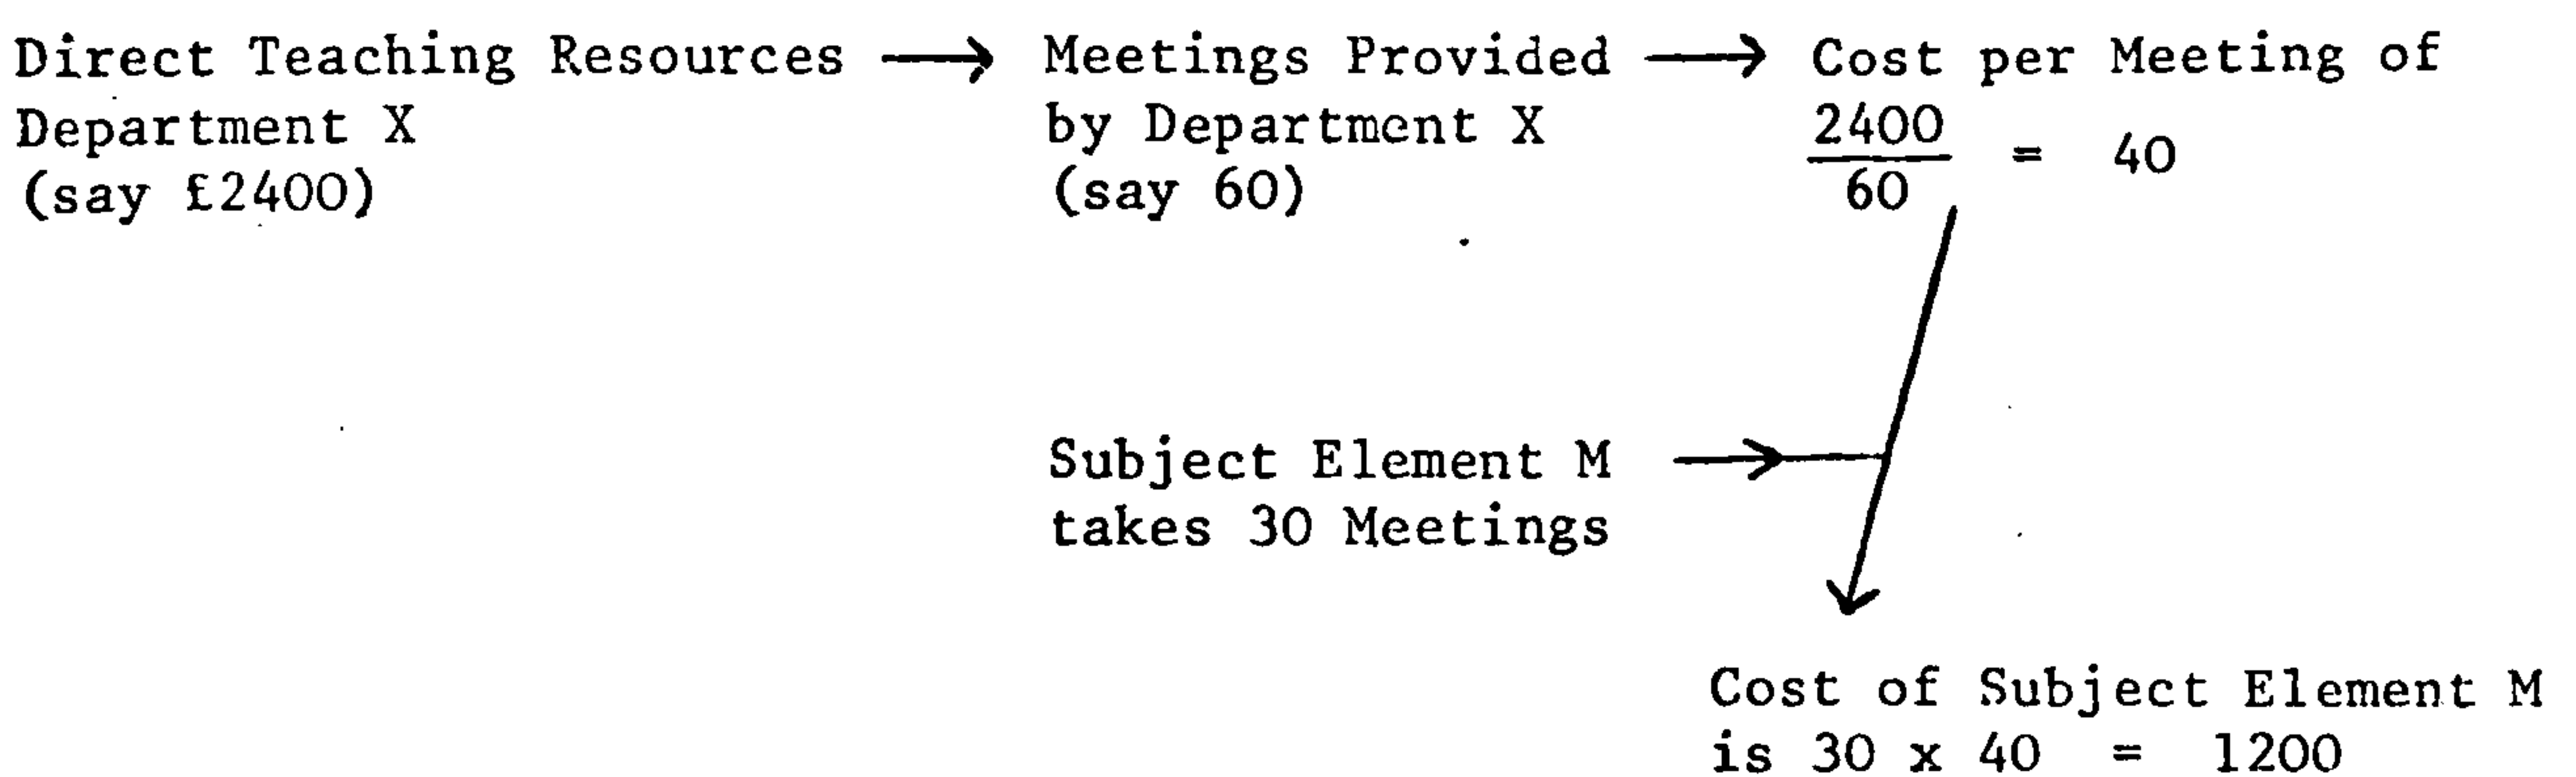 Direct Teaching Resources → Meetings Provided → Cost per Meeting of
Department X by Department X 2400/60 = 40
(say £2400) (say 60)
Subject Element M
takes 30 Meetings
Cost of Subject Element M
is 30 x 40 = 1200